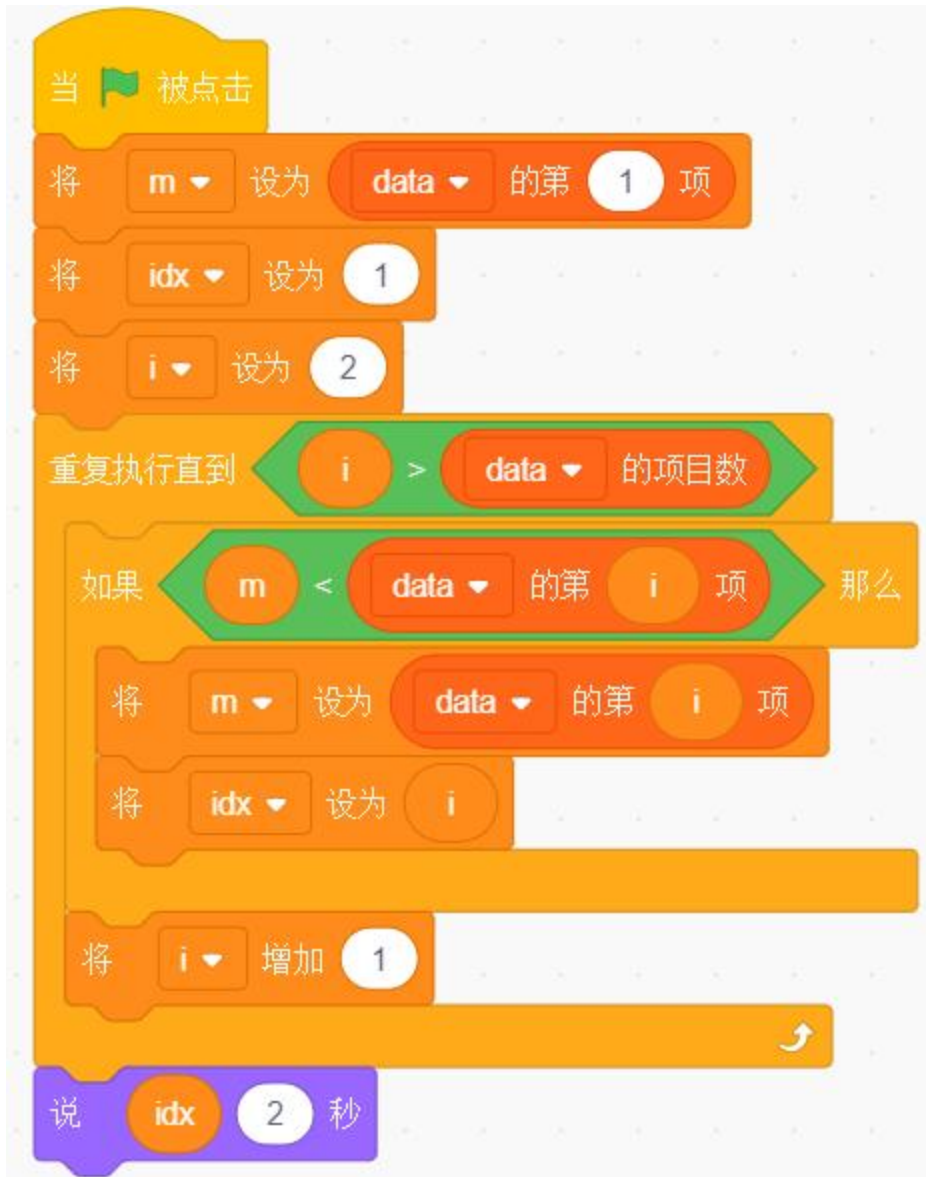 当 被点击
将 m 设为 data 的第 1 项
将 idx 设为 1
将 i 设为 2
重复执行直到 i > data 的项目数
如果 m < data 的第 i 项 那么
将 m 设为 data 的第 i 项
将 idx 设为 i
将 i 增加 1
说 idx 2 秒